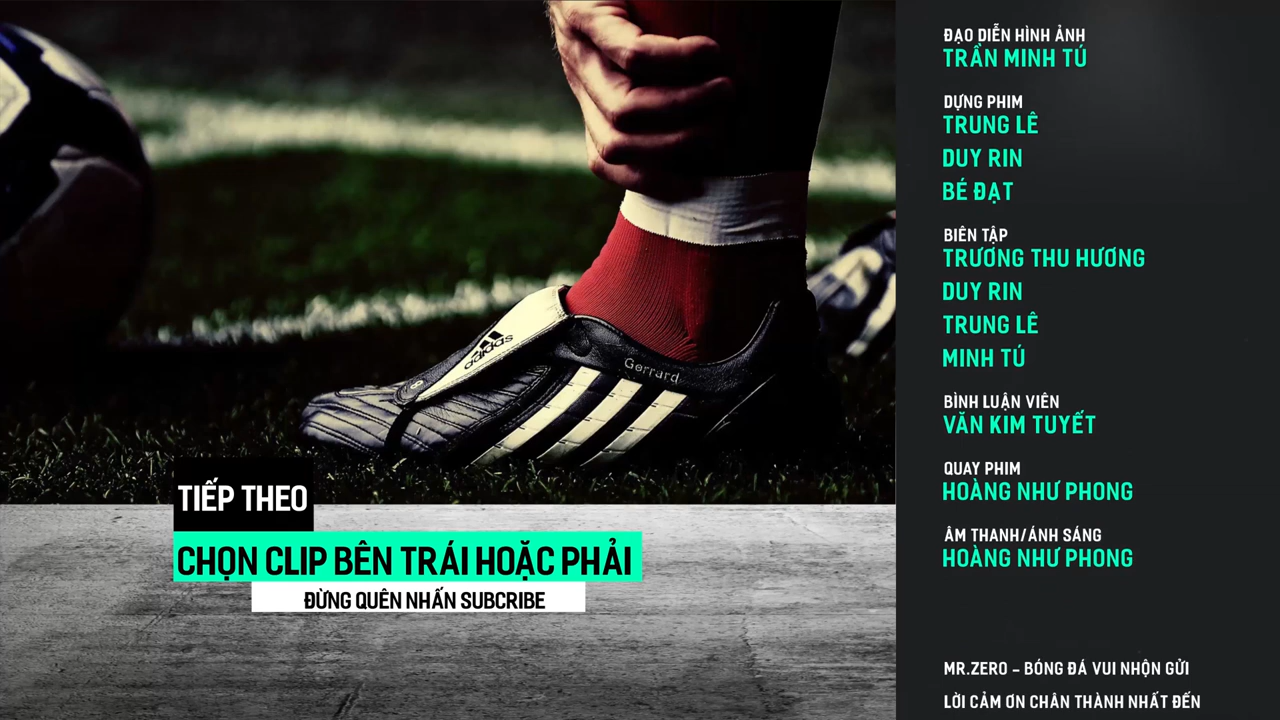 adidas
8
Gerrard
TIẾP THEO
CHỌN CLIP BÊN TRÁI HOẶC PHẢI
ĐỪNG QUÊN NHẤN SUBCRIBE
ĐẠO DIỄN HÌNH ẢNH
TRẦN MINH TÚ
DỰNG PHIM
TRUNG LÊ
DUY RIN
BÉ ĐẠT
BIÊN TẬP
TRƯƠNG THU HƯƠNG
DUY RIN
TRUNG LÊ
MINH TÚ
BÌNH LUẬN VIÊN
VĂN KIM TUYẾT
QUAY PHIM
HOÀNG NHƯ PHONG
ÂM THANH/ÁNH SÁNG
HOÀNG NHƯ PHONG
MR.ZERO - BÓNG ĐÁ VUI NHỘN GỬI
LỜI CẢM ƠN CHÂN THÀNH NHẤT ĐẾN